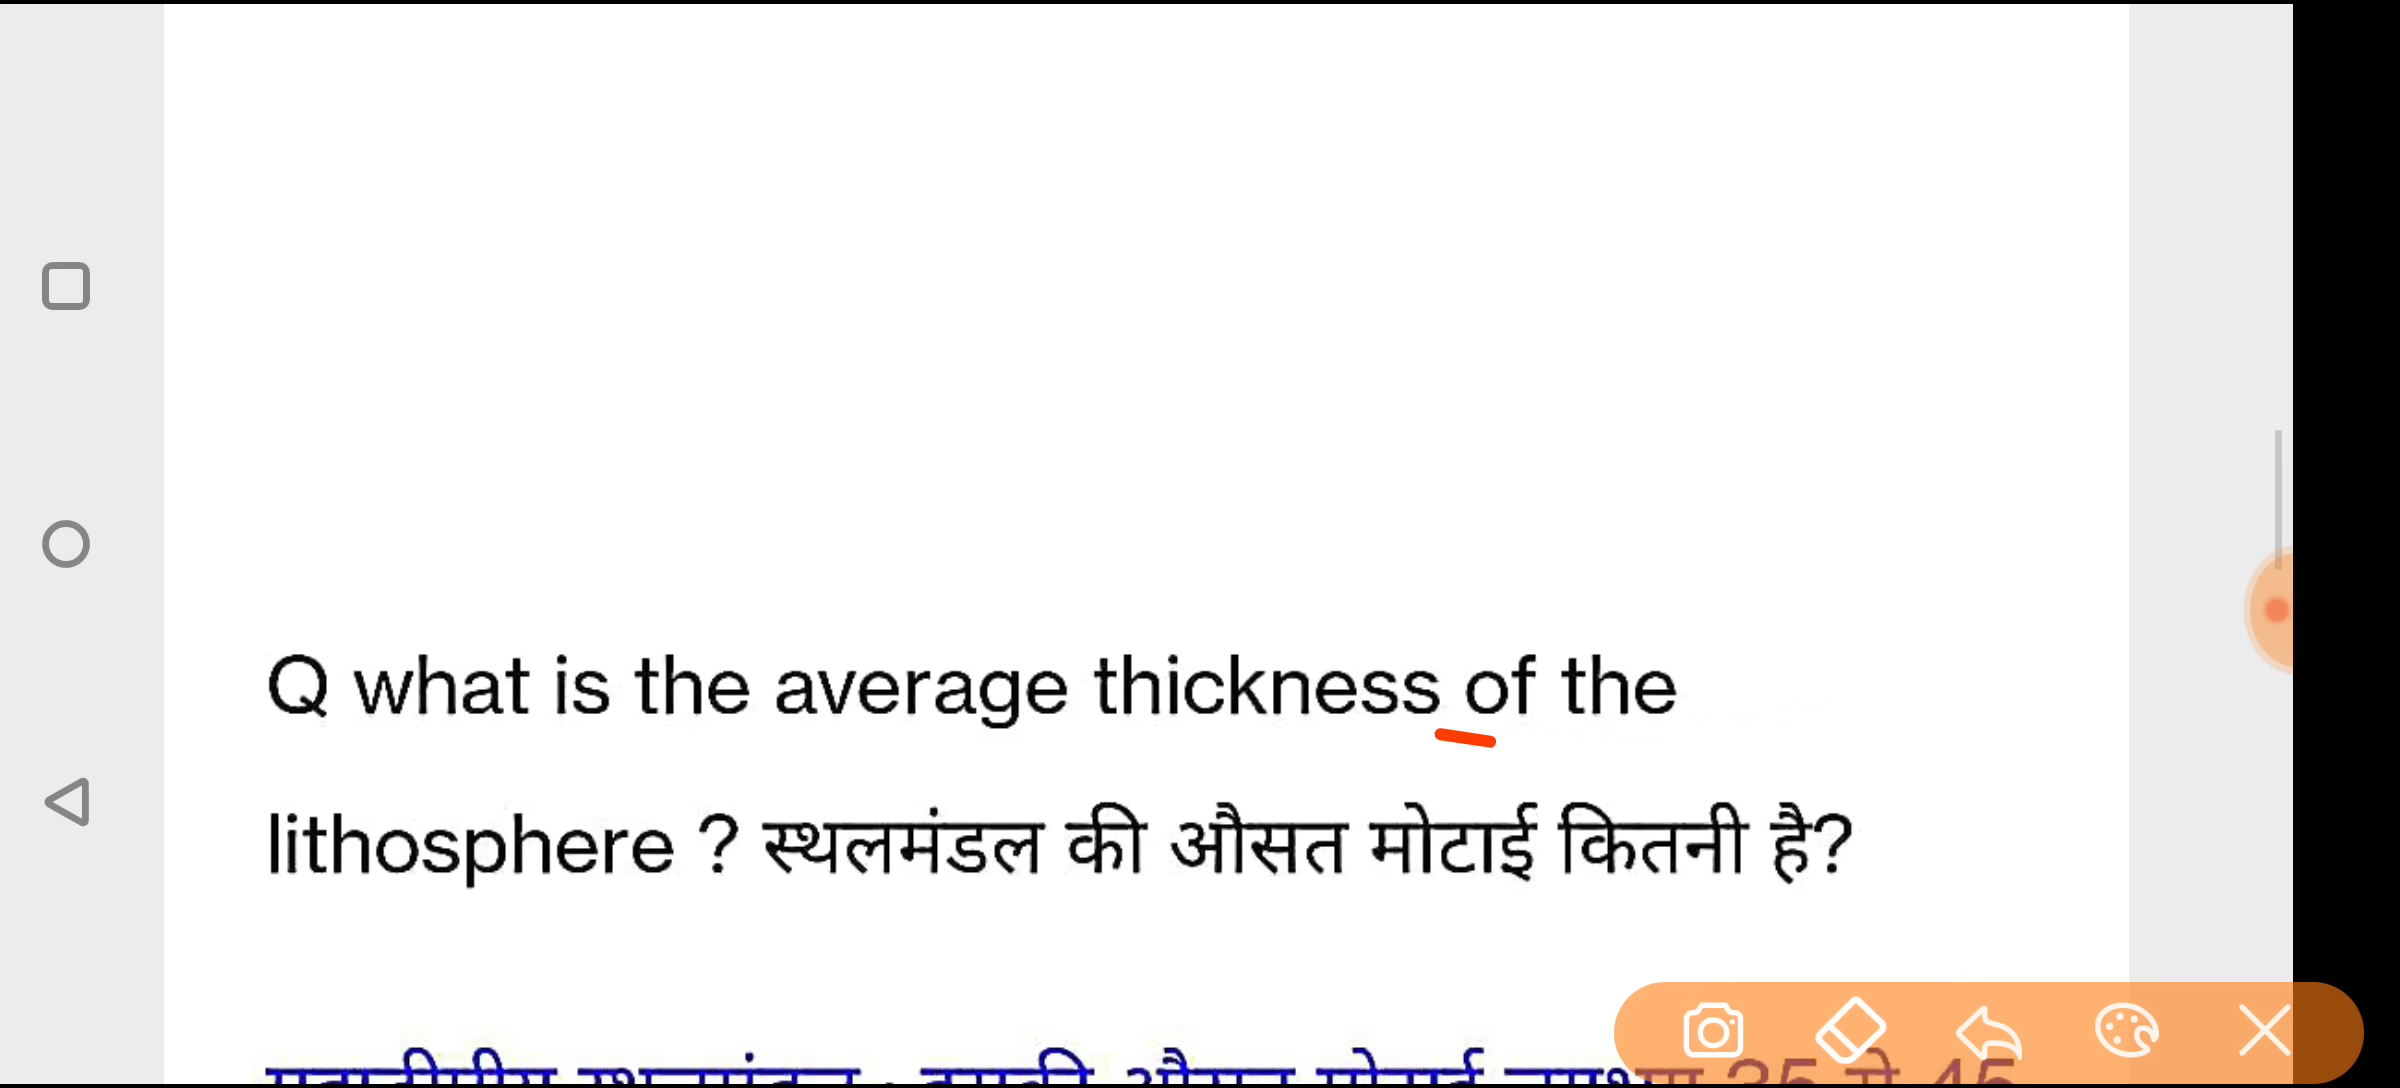 Q what is the average thickness of the
lithosphere ? स्थलमंडल की औसत मोटाई कितनी है?